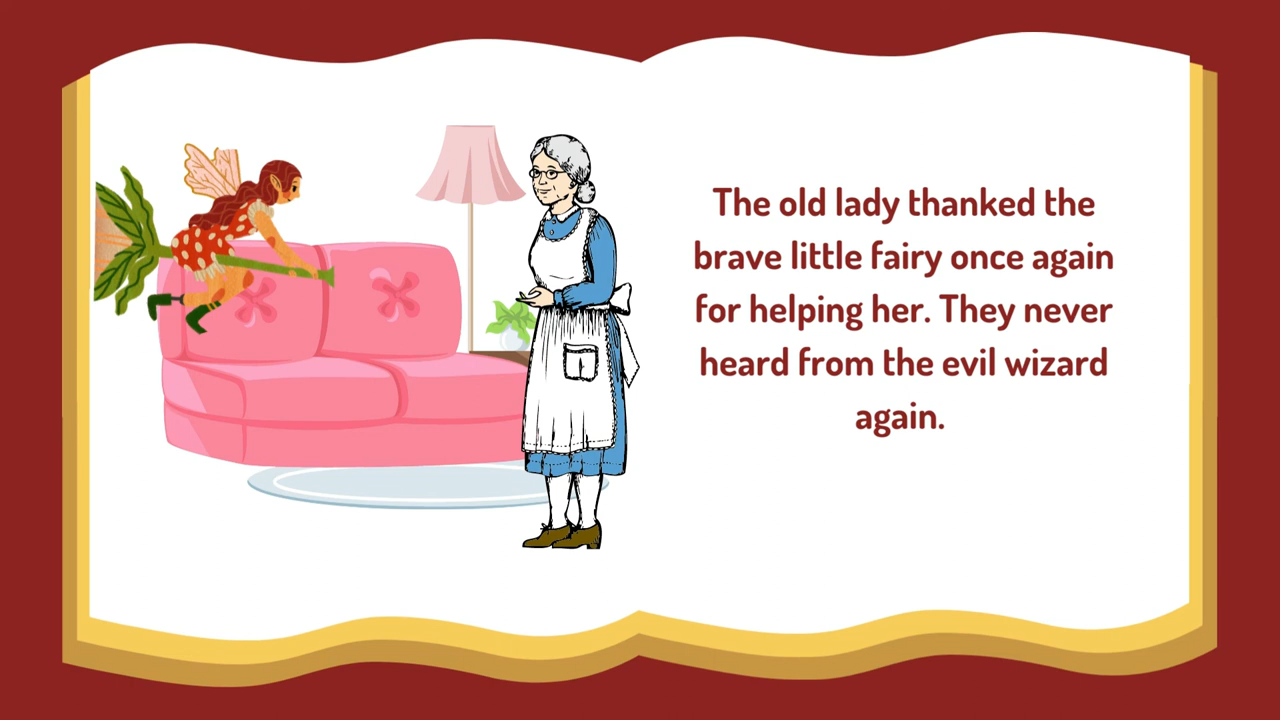 The old lady thanked the
brave little fairy once again
for helping her. They never
heard from the evil wizard
again.